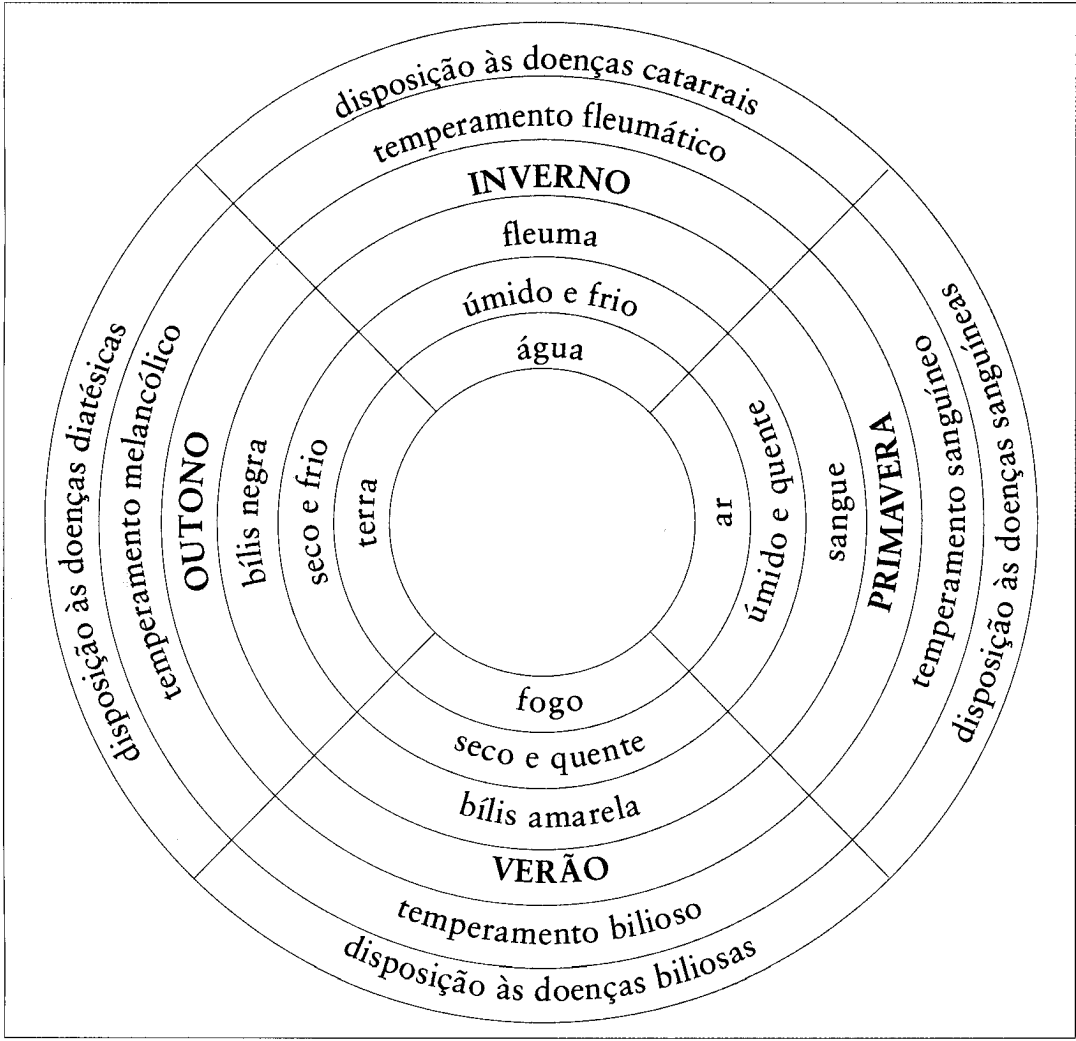 disposição às doenças catarrais
temperamento fleumático
INVERNO
fleuma
úmido e frio
água
disposição às doenças diatésicas
temperamento melancólico
OUTONO
bílis negra
seco e frio
terra
ar
úmido e quente
sangue
PRIMAVERA
temperamento sanguíneo
disposição às doenças sanguíneas
fogo
seco e quente
bílis amarela
VERÃO
temperamento bilioso
disposição às doenças biliosas